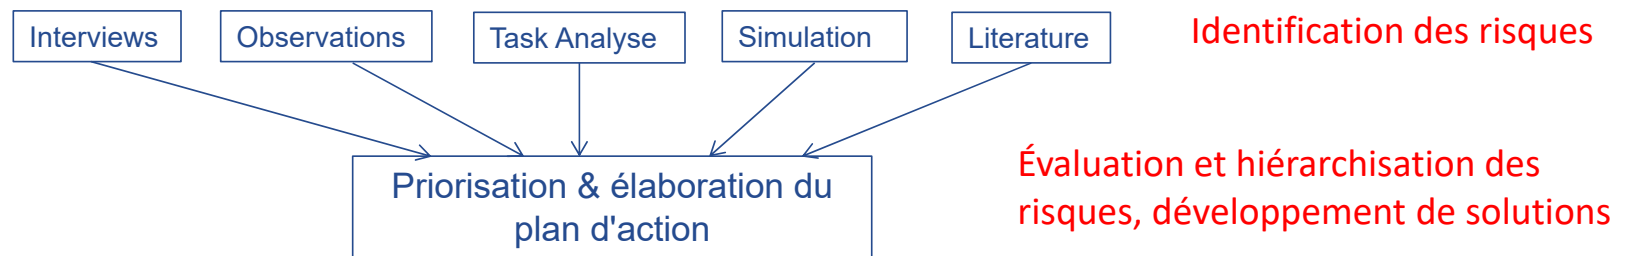 Interviews
Observations
Task Analyse
Simulation
Literature
Identification des risques
Priorisation & élaboration du
plan d'action
Évaluation et hiérarchisation des
risques, développement de solutions